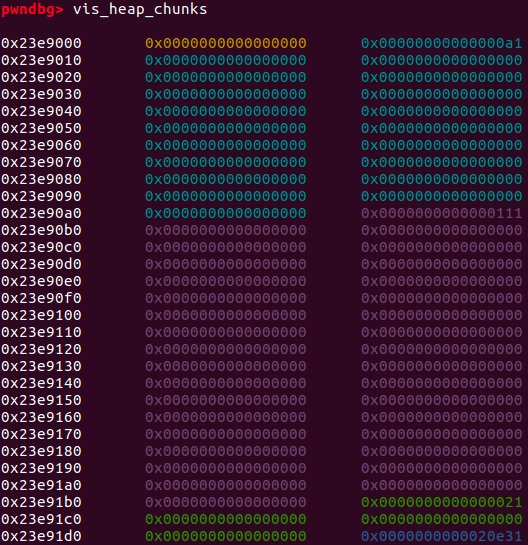 pwndbg> vis_heap_chunks
0x23e9000 0x0000000000000000 0x00000000000000a1
0x23e9010 0x0000000000000000 0x0000000000000000
0x23e9020 0x0000000000000000 0x0000000000000000
0x23e9030 0x0000000000000000 0x0000000000000000
0x23e9040 0x0000000000000000 0x0000000000000000
0x23e9050 0x0000000000000000 0x0000000000000000
0x23e9060 0x0000000000000000 0x0000000000000000
0x23e9070 0x0000000000000000 0x0000000000000000
0x23e9080 0x0000000000000000 0x0000000000000000
0x23e9090 0x0000000000000000 0x0000000000000000
0x23e90a0 0x0000000000000000 0x0000000000000111
0x23e90b0 0x0000000000000000 0x0000000000000000
0x23e90c0 0x0000000000000000 0x0000000000000000
0x23e90d0 0x0000000000000000 0x0000000000000000
0x23e90e0 0x0000000000000000 0x0000000000000000
0x23e90f0 0x0000000000000000 0x0000000000000000
0x23e9100 0x0000000000000000 0x0000000000000000
0x23e9110 0x0000000000000000 0x0000000000000000
0x23e9120 0x0000000000000000 0x0000000000000000
0x23e9130 0x0000000000000000 0x0000000000000000
0x23e9140 0x0000000000000000 0x0000000000000000
0x23e9150 0x0000000000000000 0x0000000000000000
0x23e9160 0x0000000000000000 0x0000000000000000
0x23e9170 0x0000000000000000 0x0000000000000000
0x23e9180 0x0000000000000000 0x0000000000000000
0x23e9190 0x0000000000000000 0x0000000000000000
0x23e91a0 0x0000000000000000 0x0000000000000000
0x23e91b0 0x0000000000000000 0x0000000000000021
0x23e91c0 0x0000000000000000 0x0000000000000000
0x23e91d0 0x0000000000000000 0x0000000000020e31